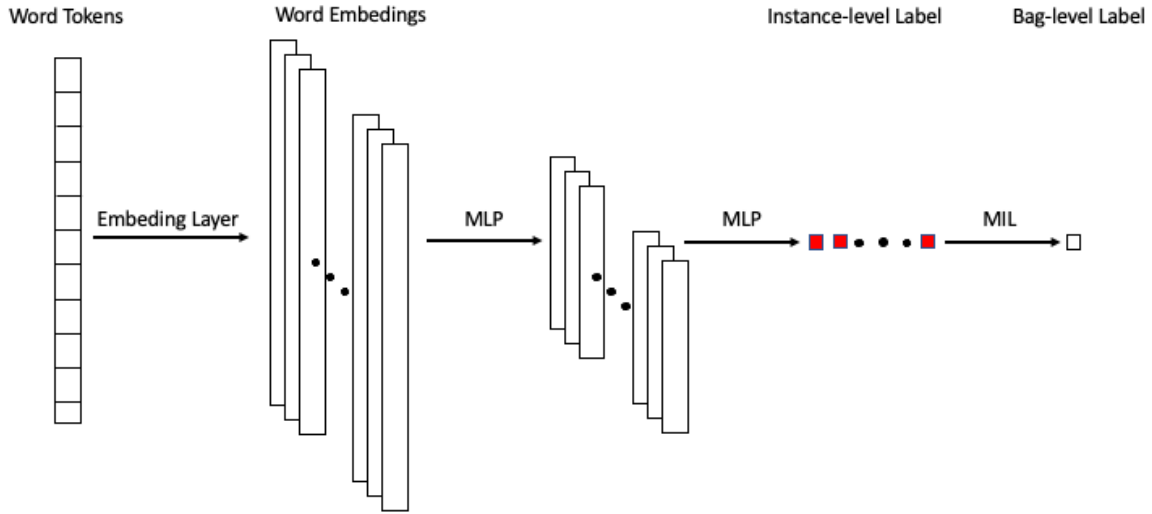 Word Tokens
Word Embedings
Instance-level Label
Bag-level Label
Embeding Layer
MLP
MLP
MIL